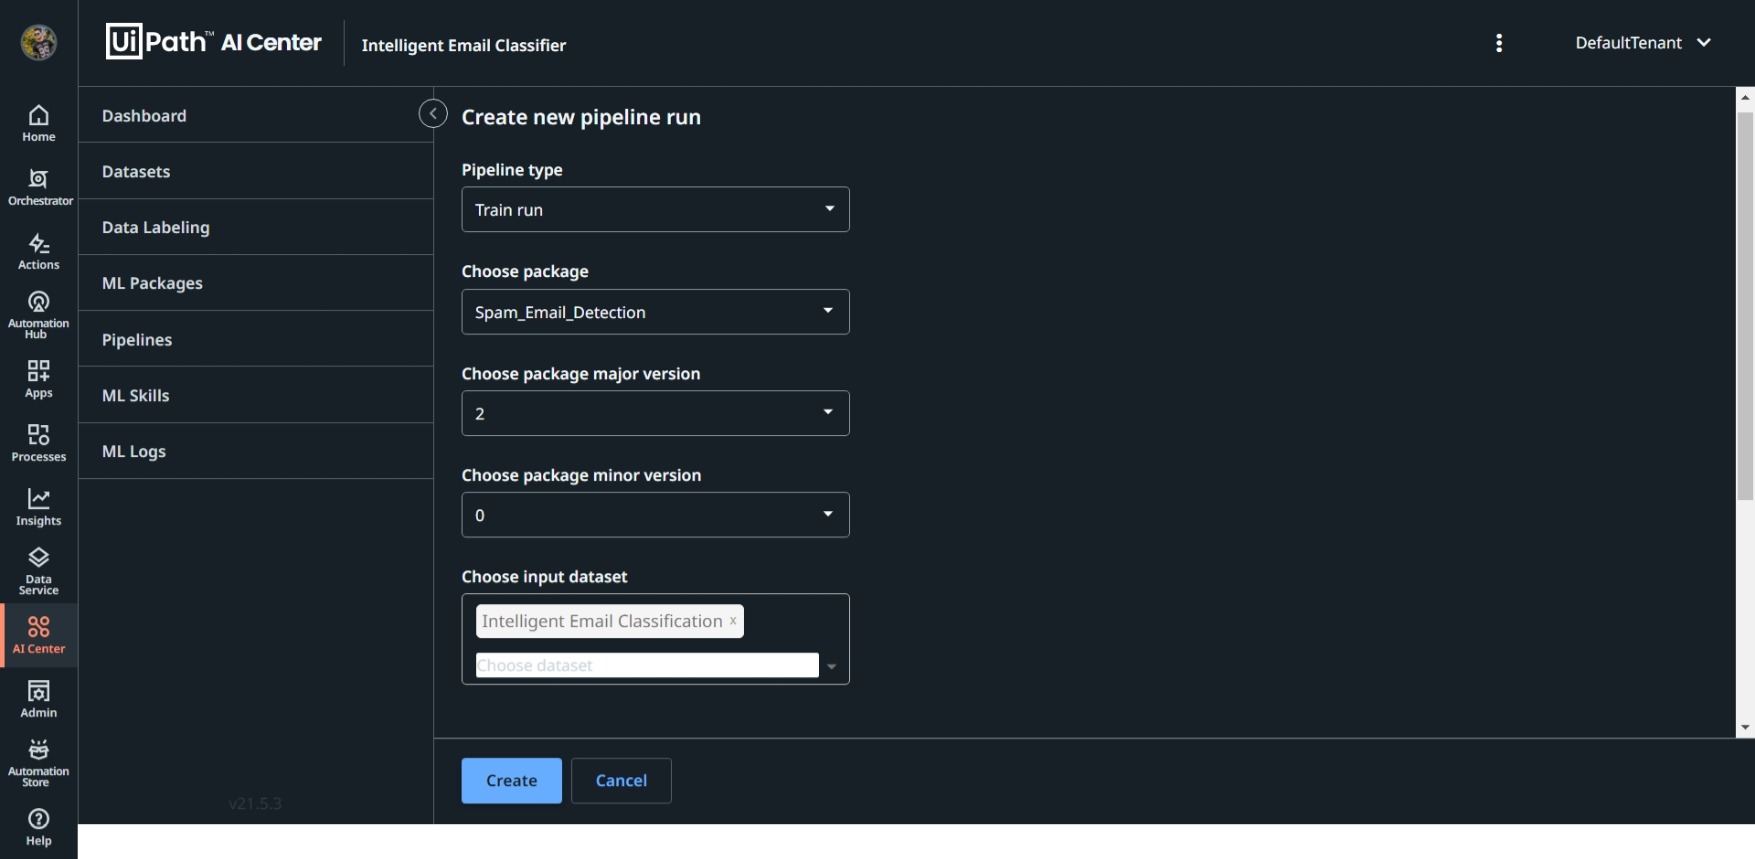 UiPath™ AI Center
Intelligent Email Classifier
DefaultTenant
Home
Orchestrator
Actions
Automation
Hub
Apps
Processes
Insights
Data
Service
AI Center
Admin
Automation
Store
Help
Dashboard
Datasets
Data Labeling
ML Packages
Pipelines
ML Skills
ML Logs
v21.5.3
Create new pipeline run
Pipeline type
Train run
Choose package
Spam_Email_Detection
Choose package major version
2
Choose package minor version
0
Choose input dataset
Intelligent Email Classification x
Choose dataset
Create
Cancel